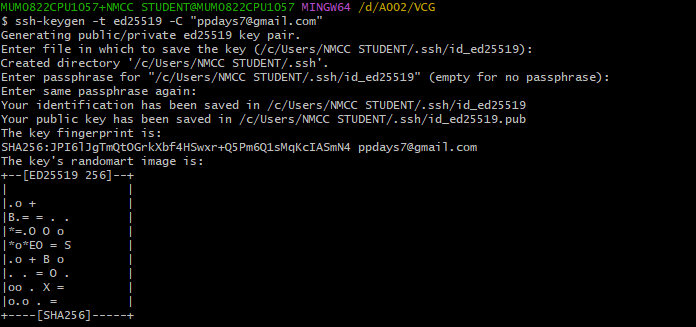 MUMO822CPU1057+NMCC STUDENT@MUMO822CPU1057 MINGW64 /d/A002/VCG
$ ssh-keygen -t ed25519 -C "ppdays7@gmail.com"
Generating public/private ed25519 key pair.
Enter file in which to save the key (/c/Users/NMCC STUDENT/.ssh/id_ed25519):
Created directory '/c/Users/NMCC STUDENT/.ssh'.
Enter passphrase for "/c/Users/NMCC STUDENT/.ssh/id_ed25519" (empty for no passphrase):
Enter same passphrase again:
Your identification has been saved in /c/Users/NMCC STUDENT/.ssh/id_ed25519
Your public key has been saved in /c/Users/NMCC STUDENT/.ssh/id_ed25519.pub
The key fingerprint is:
SHA256:JPI6lJgTmQtOGrkXbf4HSwxr+Q5Pm6Q1sMqKcIASmN4 ppdays7@gmail.com
The key's randomart image is:
+--[ED25519 256]--+
|                 |
|.o +             |
|B.= = . .        |
|*=.O O o         |
|*o*EO = S        |
|.o + B o         |
|. . = O .        |
|oo . X =         |
|o.o . =          |
+----[SHA256]-----+